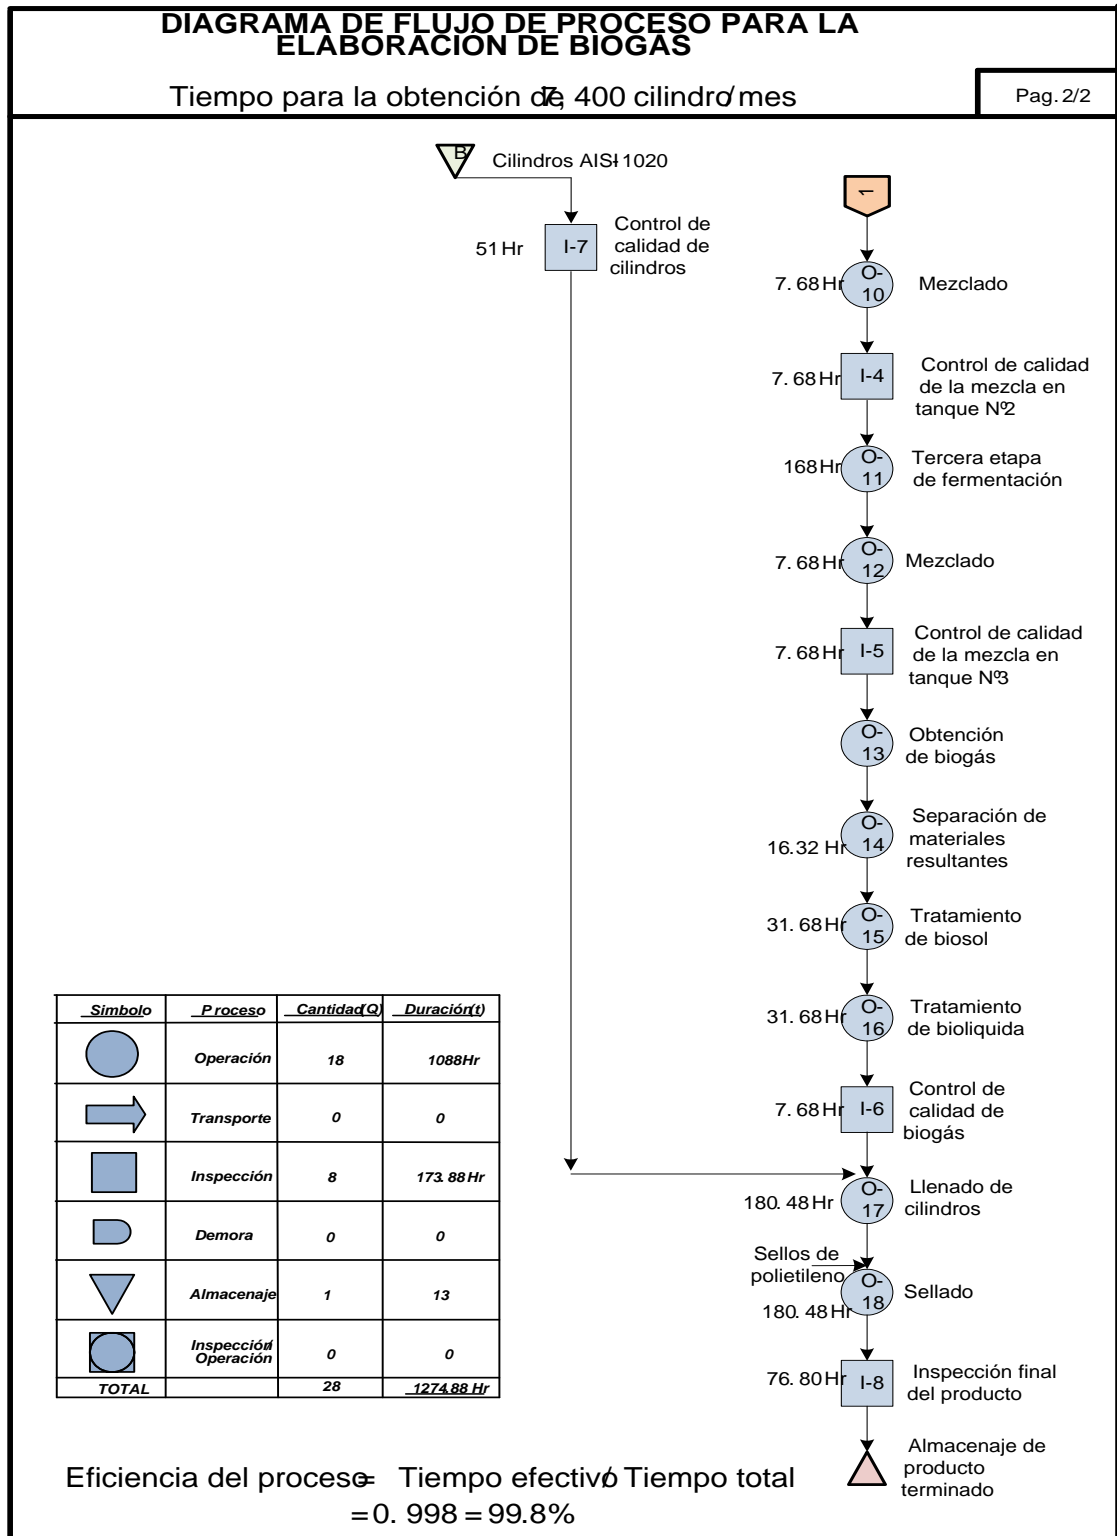 DIAGRAMA DE FLUJO DE PROCESO PARA LA
ELABORACIÓN DE BIOGAS
Tiempo para la obtención de 7, 400 cilindro/mes
Pag. 2/2
B
Cilindros AISI-1020
51 Hr
I-7
Control de
calidad de
cilindros
1
7. 68 Hr
O-
10
Mezclado
7. 68 Hr
I-4
Control de calidad
de la mezcla en
tanque Nº2
168 Hr
O-
11
Tercera etapa
de fermentación
7. 68 Hr
O-
12
Mezclado
7. 68 Hr
I-5
Control de calidad
de la mezcla en
tanque Nº3
O-
13
Obtención
de biogás
16.32 Hr
O-
14
Separación de
materiales
resultantes
31. 68 Hr
O-
15
Tratamiento
de biosol
31. 68 Hr
O-
16
Tratamiento
de bioliquida
7. 68 Hr
I-6
Control de
calidad de
biogás
180. 48 Hr
O-
17
Llenado de
cilindros
Sellos de
polietileno
180. 48 Hr
O-
18
Sellado
76. 80 Hr
I-8
Inspección final
del producto
Almacenaje de
producto
terminado
Simbolo Proceso Cantidad(Q) Duración(t)
Operación 18 1088Hr
Transporte 0 0
Inspección 8 173. 88 Hr
Demora 0 0
Almacenaje 1 13
Inspección/
Operación 0 0
TOTAL 28 1274.88 Hr
Eficiencia del proceso = Tiempo efectivo / Tiempo total
= 0. 998 = 99.8%